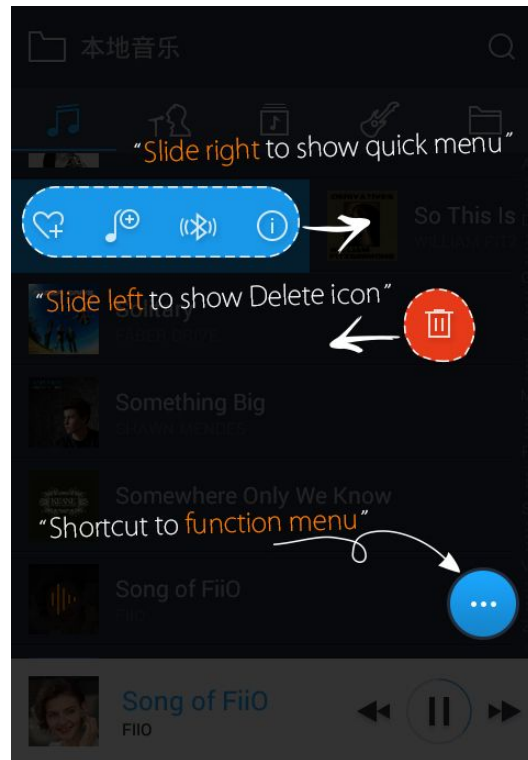 本地音乐
“Slide right to show quick menu”
So This Is
“Slide left to show Delete icon”
Solitary
Something Big
SHAWN MENDES
Somewhere Only We Know
“Shortcut to function menu”
Song of FiiO
FIIO
Song of FiiO
FIIO